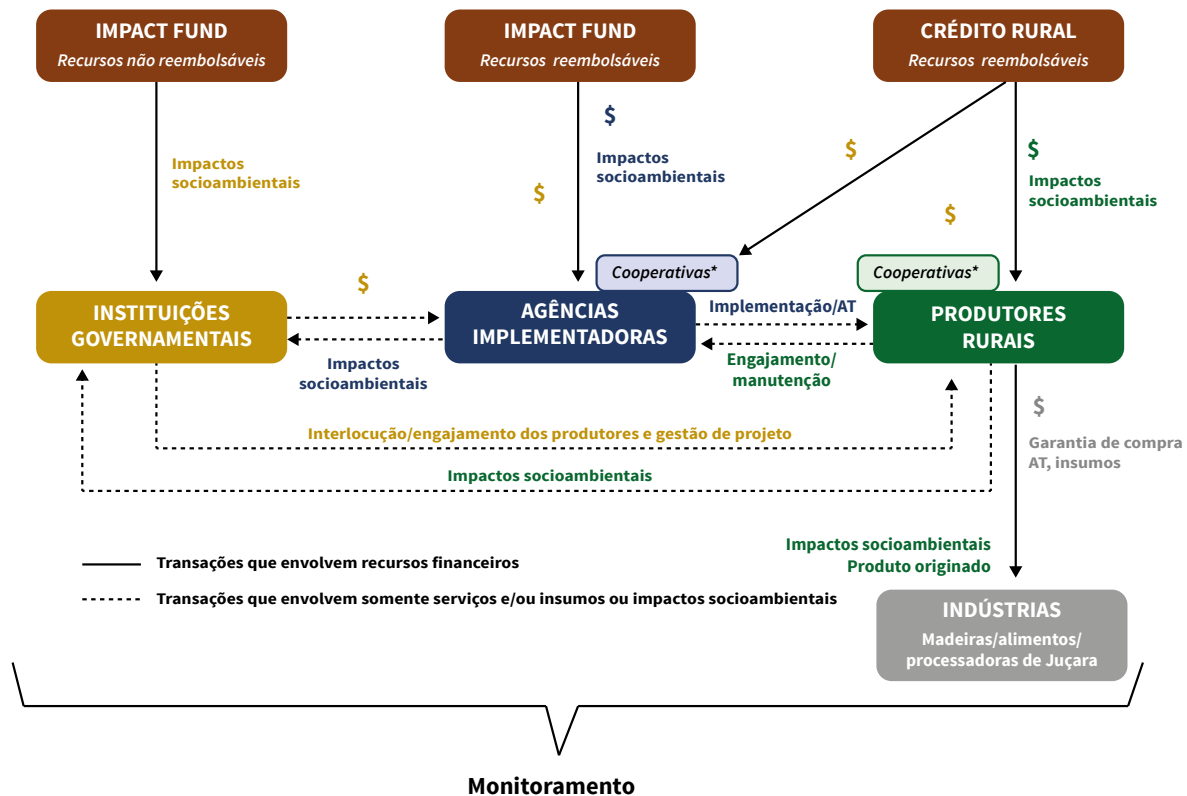 IMPACT FUND
Recursos não reembolsáveis
IMPACT FUND
Recursos reembolsáveis
CRÉDITO RURAL
Recursos reembolsáveis
$
Impactos
socioambientais
$
Impactos
socioambientais
$
$
Impactos
socioambientais
$
$
Cooperativas*
Cooperativas*
INSTITUIÇÕES
GOVERNAMENTAIS
$
AGÊNCIAS
IMPLEMENTADORAS
Implementação/AT
PRODUTORES
RURAIS
Impactos
socioambientais
Engajamento/
manutenção
$
Garantia de compra
AT, insumos
Interlocução/engajamento dos produtores e gestão de projeto
Impactos socioambientais
Impactos socioambientais
Produto originado
Transações que envolvem recursos financeiros
Transações que envolvem somente serviços e/ou insumos ou impactos socioambientais
INDÚSTRIAS
Madeiras/alimentos/
processadoras de Juçara
Monitoramento